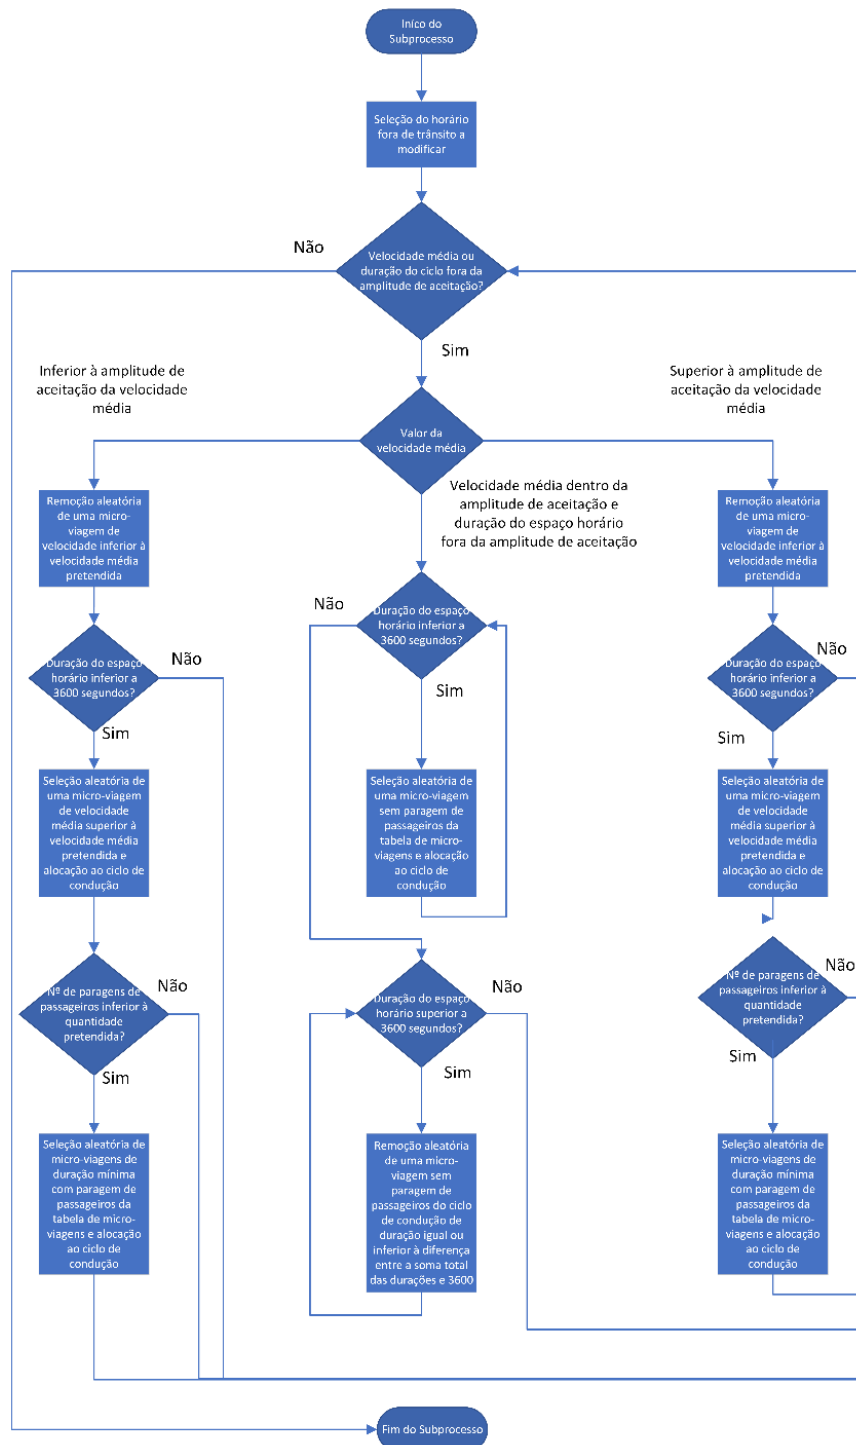 Iníco do
Subprocesso
Seleção do horário
fora de trânsito a
modificar
Não
Velocidade média ou
duração do ciclo fora da
amplitude de aceitação?
Sim
Inferior à amplitude de
aceitação da velocidade
média
Superior à amplitude de
aceitação da velocidade
média
Valor da
velocidade média
Velocidade média dentro da
amplitude de aceitação e
duração do espaço horário
fora da amplitude de aceitação
Remoção aleatória
de uma micro-
viagem de
velocidade inferior à
velocidade média
pretendida
Remoção aleatória
de uma micro-
viagem de
velocidade inferior à
velocidade média
pretendida
Não
Duração do espaço
horário inferior a
3600 segundos?
Sim
Duração do espaço
horário inferior a
3600 segundos?
Não
Sim
Duração do espaço
horário inferior a
3600 segundos?
Não
Sim
Seleção aleatória de
uma micro-viagem
de velocidade
média superior à
velocidade média
pretendida e
alocação ao ciclo de
condução
Seleção aleatória de
uma micro-viagem
sem paragem de
passageiros da
tabela de micro-
viagens e alocação
ao ciclo de
condução
Seleção aleatória de
uma micro-viagem
de velocidade
média superior à
velocidade média
pretendida e
alocação ao ciclo de
condução
Nº de paragens de
passageiros inferior à
quantidade
pretendida?
Não
Sim
Duração do espaço
horário superior a
3600 segundos?
Não
Sim
Nº de paragens de
passageiros inferior à
quantidade
pretendida?
Não
Sim
Seleção aleatória de
micro-viagens de
duração mínima
com paragem de
passageiros da
tabela de micro-
viagens e alocação
ao ciclo de
condução
Remoção aleatória
de uma micro-
viagem sem
paragem de
passageiros do ciclo
de condução de
duração igual ou
inferior à diferença
entre a soma total
das durações e 3600
Seleção aleatória de
micro-viagens de
duração mínima
com paragem de
passageiros da
tabela de micro-
viagens e alocação
ao ciclo de
condução
Fim do Subprocesso